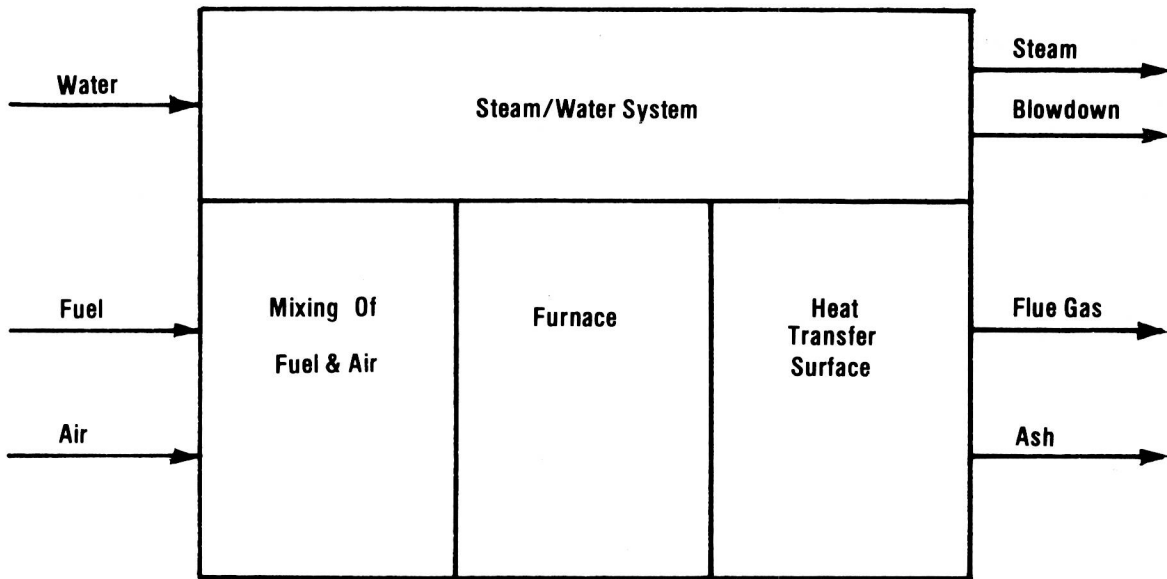 Steam
Water
Steam/Water System
Blowdown
Fuel
Mixing Of
Fuel & Air
Furnace
Heat
Transfer
Surface
Flue Gas
Air
Ash